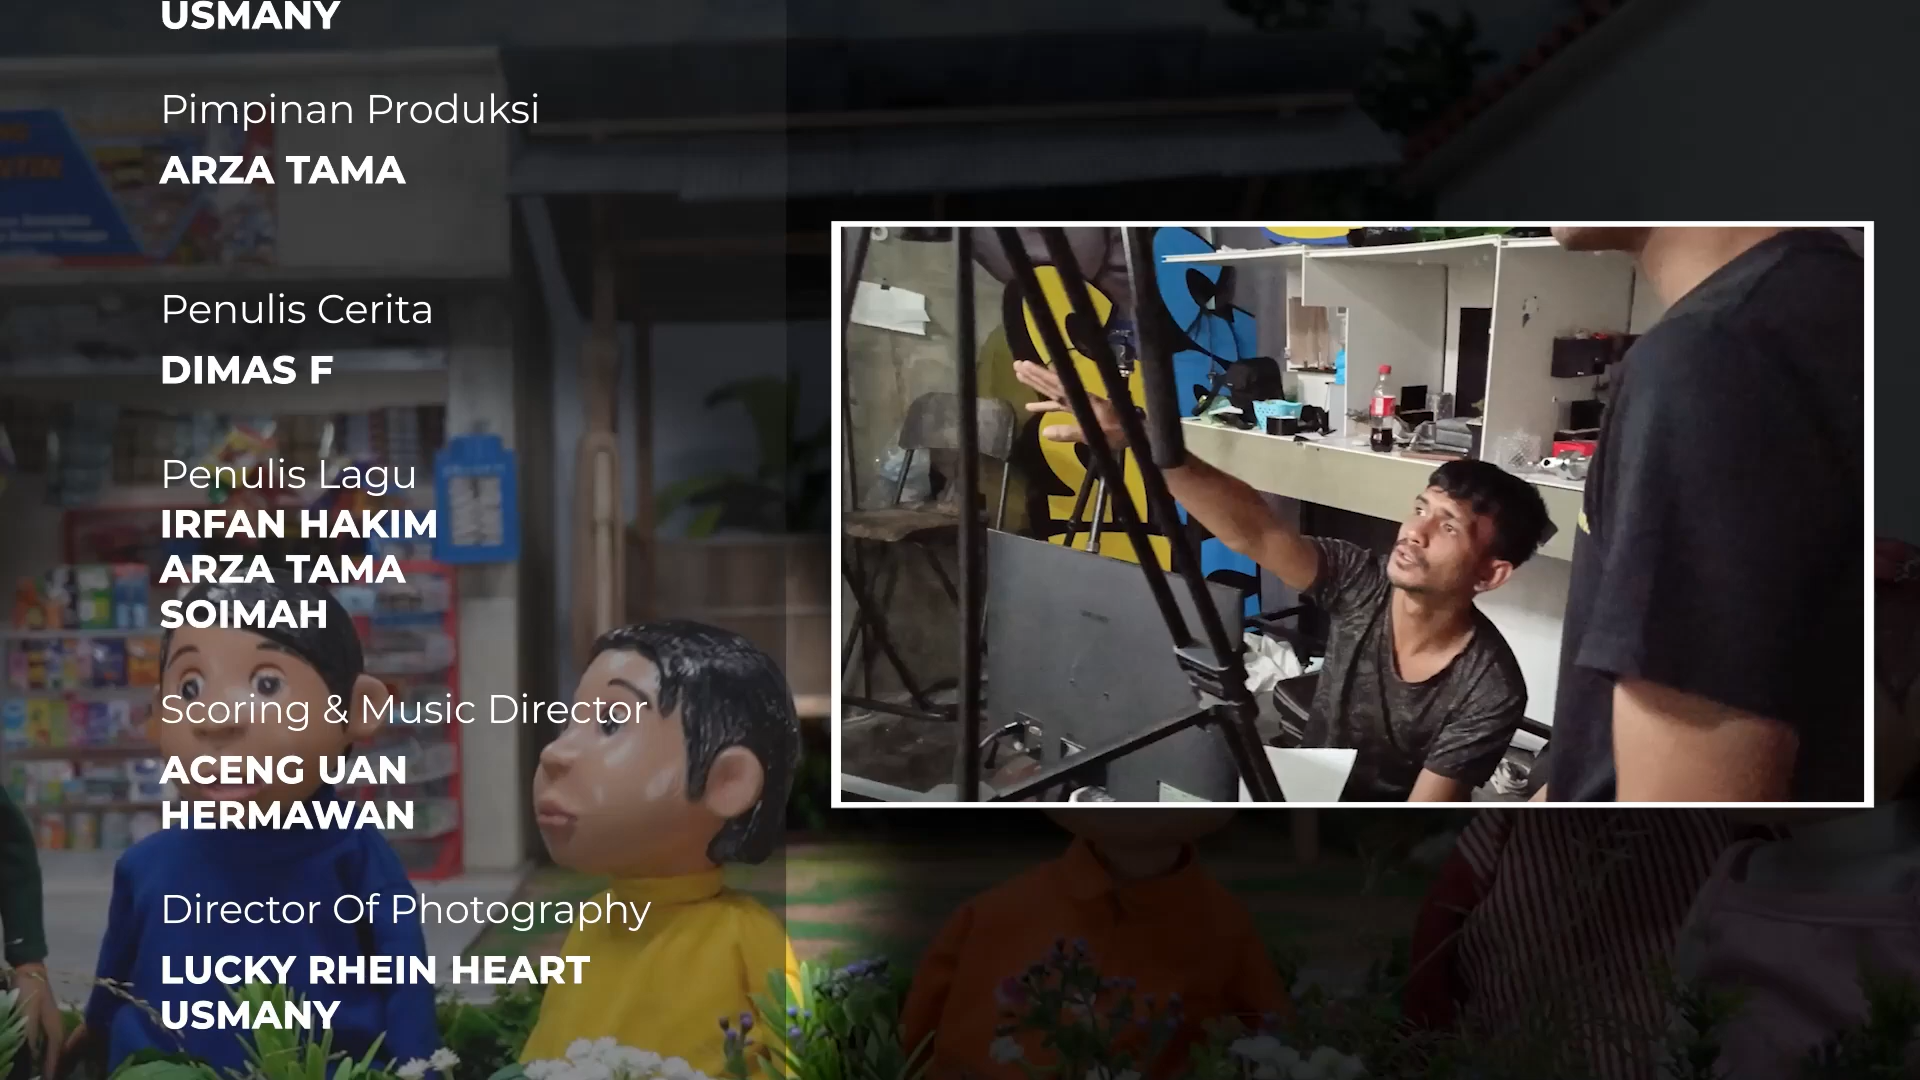 USMANY
Pimpinan Produksi
ARZA TAMA
Penulis Cerita
DIMAS F
Penulis Lagu
IRFAN HAKIM
ARZA TAMA
SOIMAH
Scoring & Music Director
ACENG UAN
HERMAWAN
Director Of Photography
LUCKY RHEIN HEART
USMANY